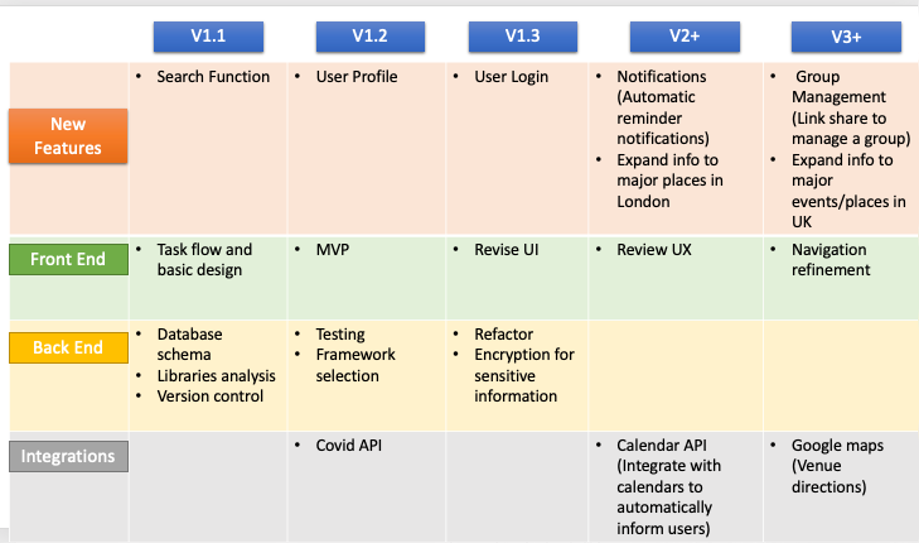 V1.1
V1.2
V1.3
V2+
V3+
New
Features
• Search Function
• User Profile
• User Login
• Notifications
(Automatic
reminder
notifications)
• Expand info to
major places in
London
• Group
Management
(Link share to
manage a group)
• Expand info to
major
events/places in
UK
Front End
• Task flow and
basic design
• MVP
• Revise UI
• Review UX
• Navigation
refinement
Back End
• Database
schema
• Libraries analysis
• Version control
• Testing
• Framework
selection
• Refactor
• Encryption for
sensitive
information
Integrations
• Covid API
• Calendar API
(Integrate with
calendars to
automatically
inform users)
• Google maps
(Venue
directions)